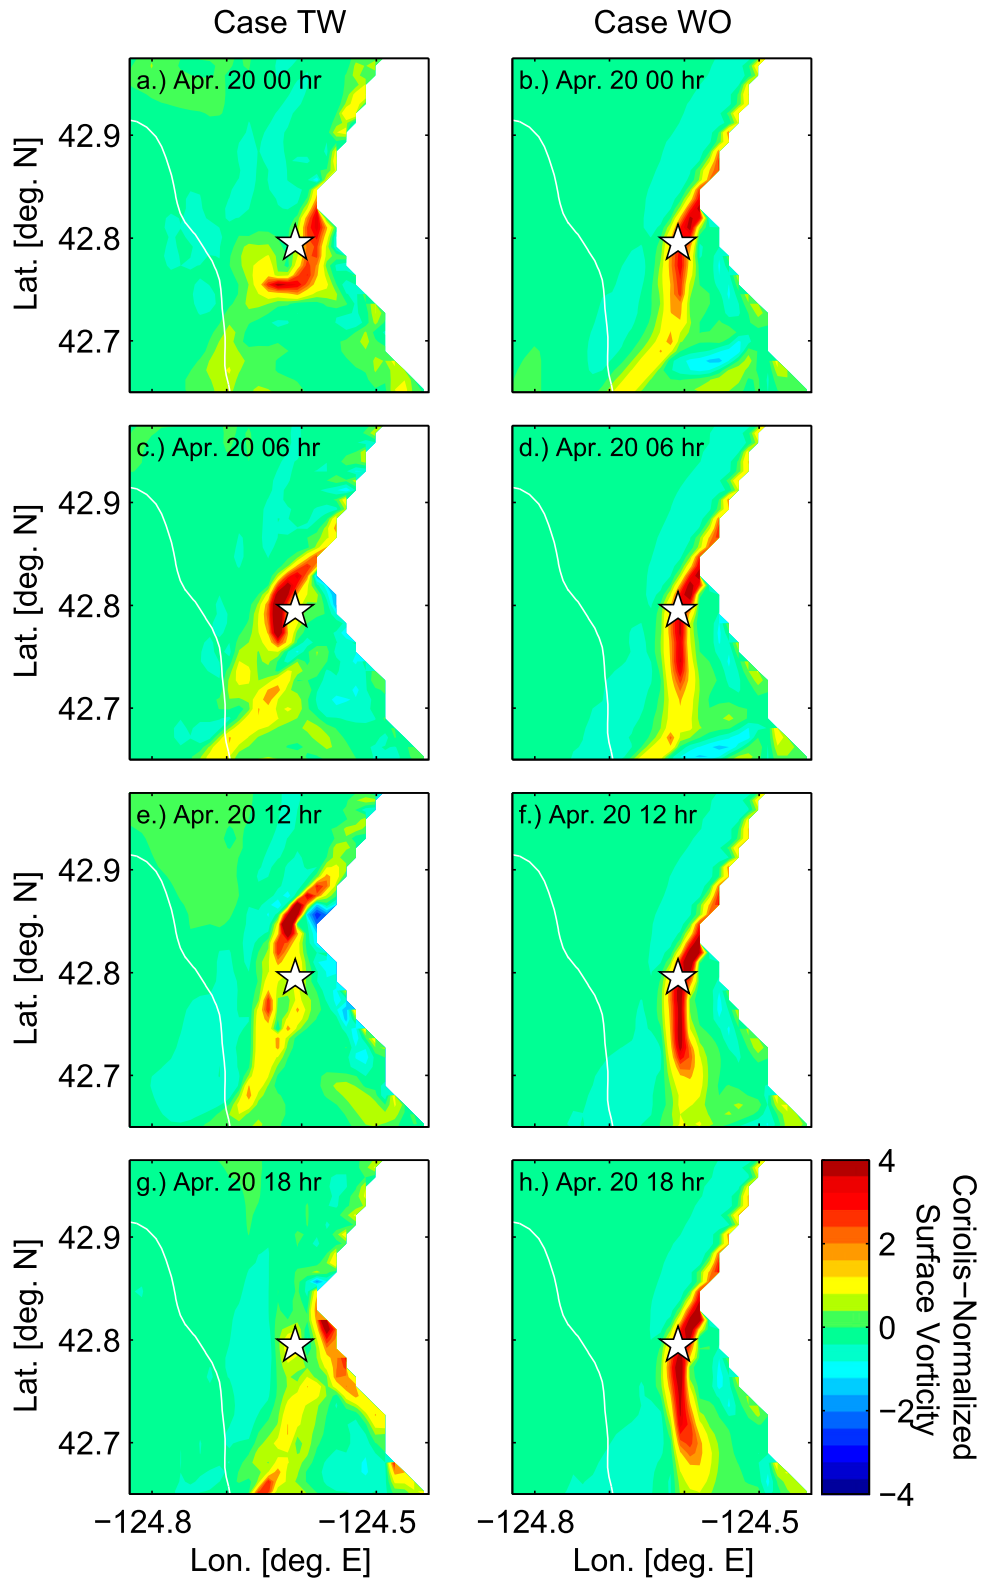 Case TW
Case WO
a.) Apr. 20 00 hr
b.) Apr. 20 00 hr
Lat. [deg. N]
42.9
42.8
42.7
c.) Apr. 20 06 hr
d.) Apr. 20 06 hr
Lat. [deg. N]
42.9
42.8
42.7
e.) Apr. 20 12 hr
f.) Apr. 20 12 hr
Lat. [deg. N]
42.9
42.8
42.7
g.) Apr. 20 18 hr
h.) Apr. 20 18 hr
Lat. [deg. N]
42.9
42.8
42.7
−124.8
−124.5
−124.8
−124.5
Lon. [deg. E]
Lon. [deg. E]
4
2
0
−2
−4
Coriolis−Normalized
Surface Vorticity